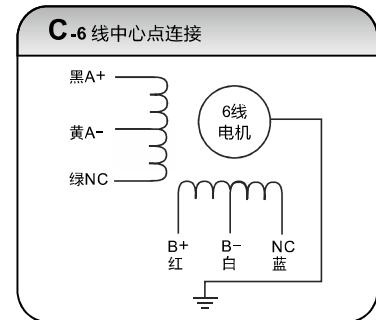 C-6 线中心点连接
黑A+
黄A-
绿NC
6线
电机
B+ B- NC
红 白 蓝